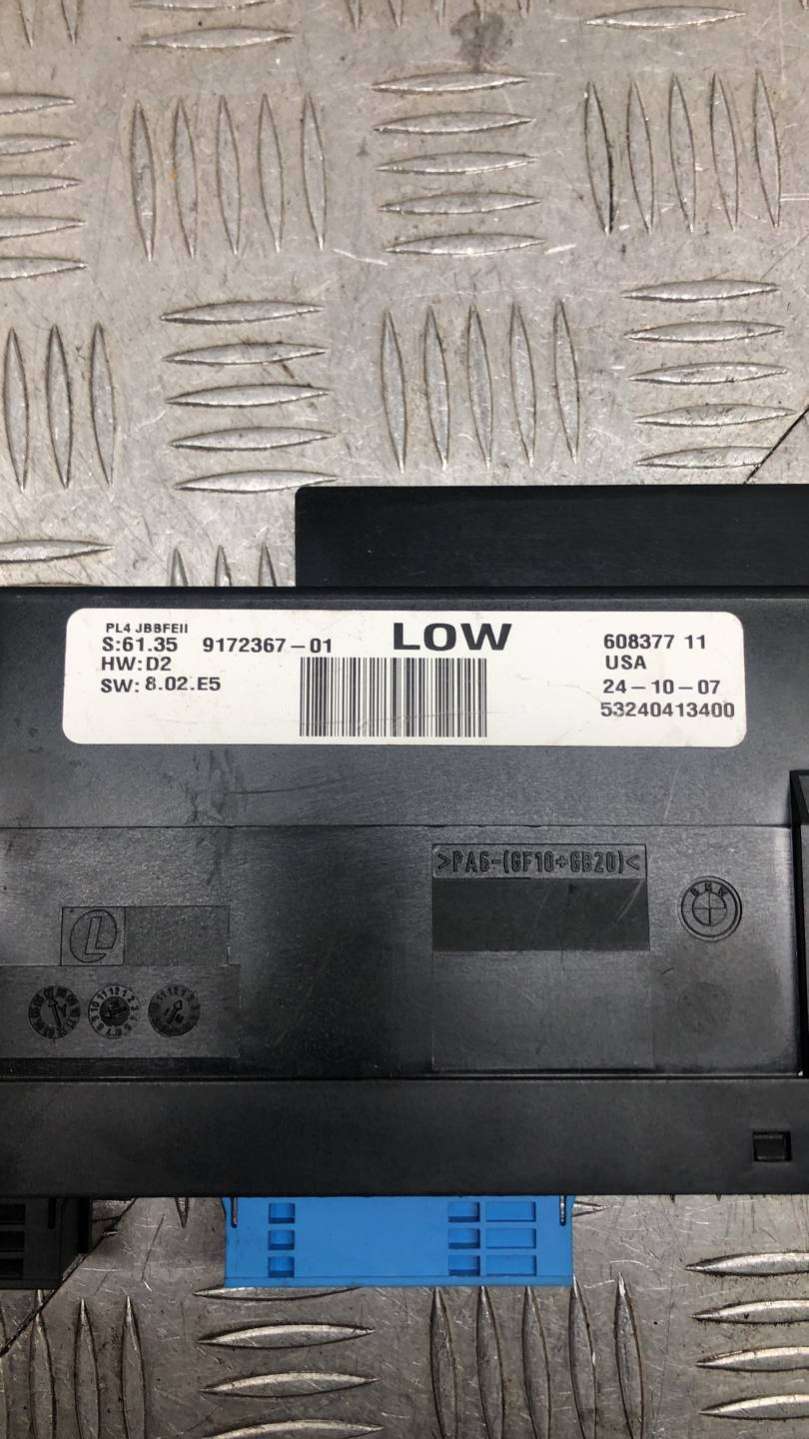 PL4 JBBFEII
S:61.35 9172367-01 LOW 608377 11
HW:D2 USA
SW: 8.02.E5 24-10-07
53240413400
>PA6-(GF10+GB20)<
BMW
L